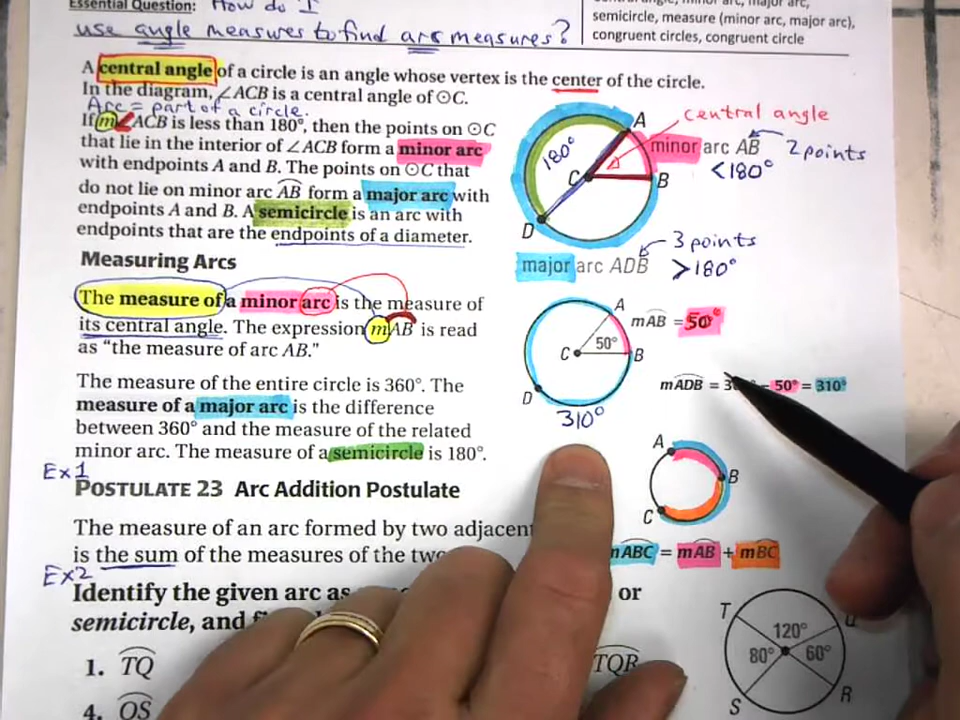 Essential Question: How do I
use angle measures to find arc measures?
semicircle, measure (minor arc, major arc),
congruent circles, congruent circle
A central angle of a circle is an angle whose vertex is the center of the circle.
In the diagram, ∠ACB is a central angle of ⊙C.
Arc = part of a circle.
If m∠ACB is less than 180°, then the points on ⊙C
that lie in the interior of ∠ACB form a minor arc
with endpoints A and B. The points on ⊙C that
do not lie on minor arc AB form a major arc with
endpoints A and B. A semicircle is an arc with
endpoints that are the endpoints of a diameter.
central angle
A
180°
minor arc AB
2 points
C
B
<180°
D
3 points
major arc ADB
>180°
Measuring Arcs
The measure of a minor arc is the measure of
its central angle. The expression mAB is read
as “the measure of arc AB.”
A
mAB = 50°
50°
C
B
D
310°
mADB = − 50° = 310°
The measure of the entire circle is 360°. The
measure of a major arc is the difference
between 360° and the measure of the related
minor arc. The measure of a semicircle is 180°.
Ex1
POSTULATE 23 Arc Addition Postulate
A
B
C
The measure of an arc formed by two adjacent
is the sum of the measures of the two
mABC = mAB + mBC
Ex2
Identify the given arc as or
semicircle, and
1. TQ
TQR
4. QS
T
120°
80°
60°
S
R